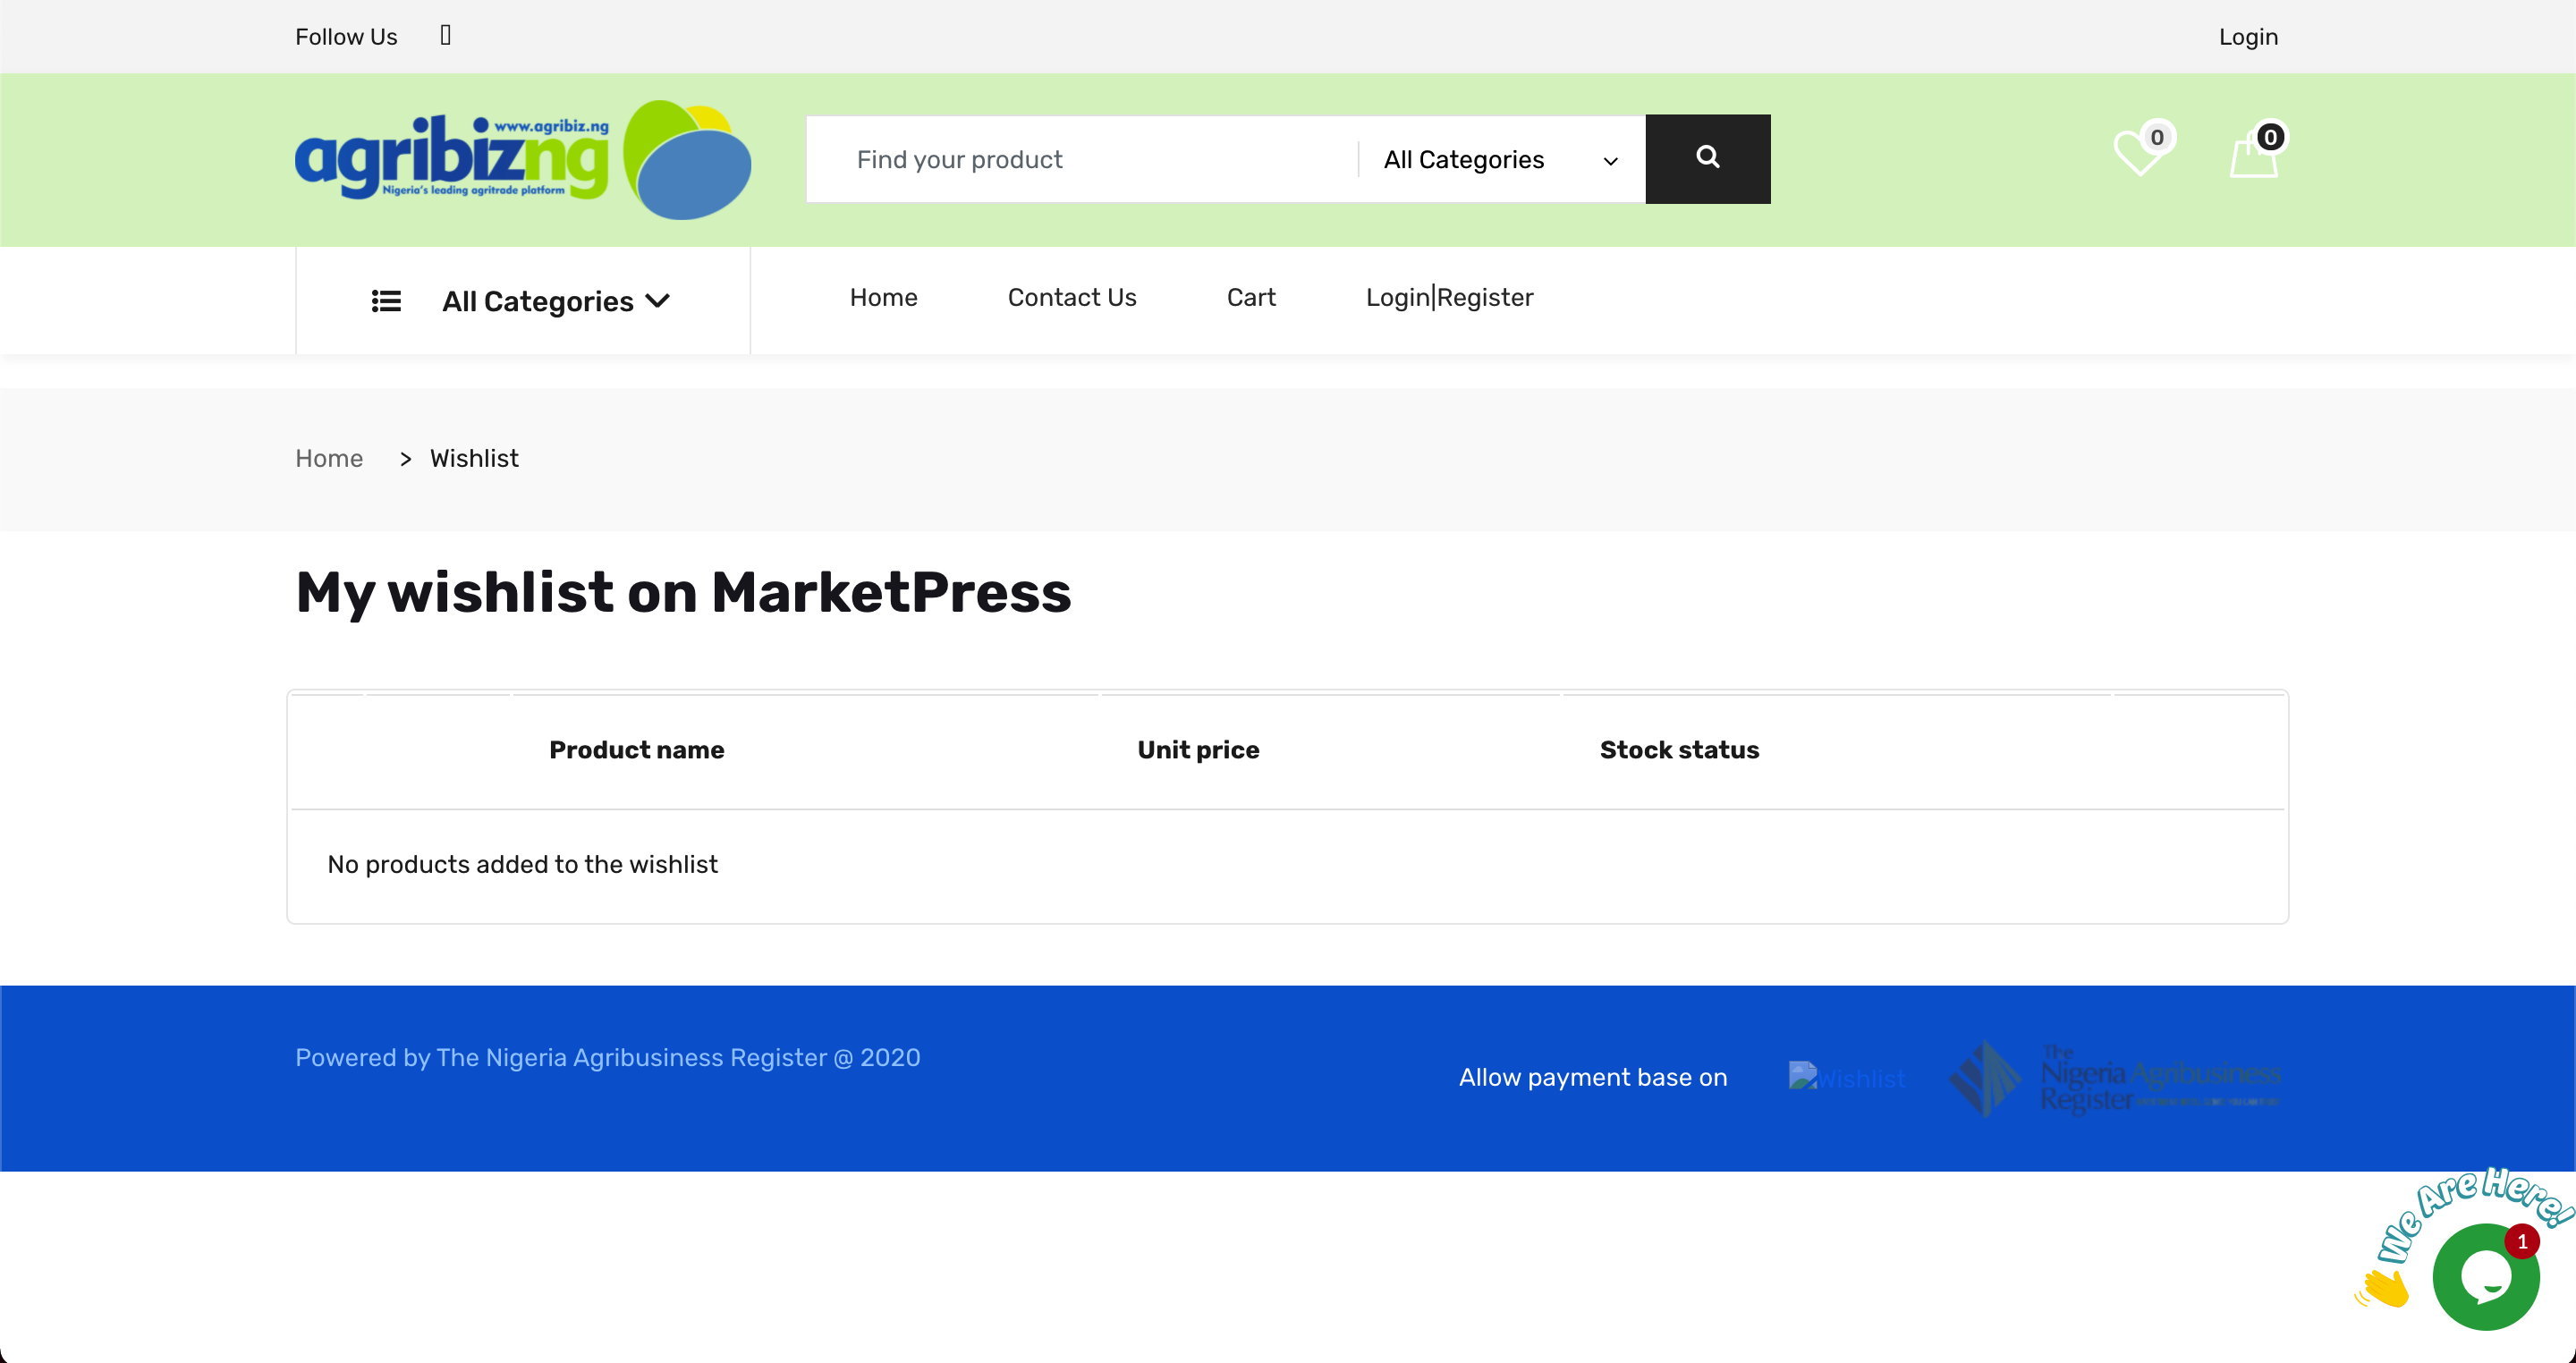 Follow Us
Login
www.agribiz.ng
agribizng
Nigeria's leading agritrade platform
Find your product
All Categories
0
0
All Categories
Home
Contact Us
Cart
Login|Register
Home > Wishlist
My wishlist on MarketPress
Product name
Unit price
Stock status
No products added to the wishlist
Powered by The Nigeria Agribusiness Register @ 2020
Allow payment base on
Wishlist
The
Nigeria Agribusiness
Register
We Are Here!
1